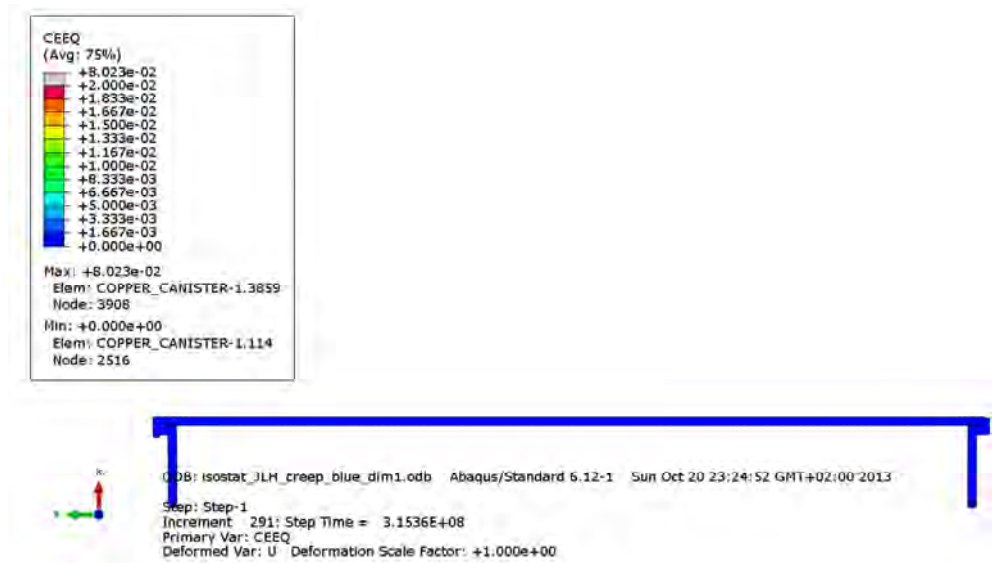 CEEQ
(Avg: 75%)
+8.023e-02
+2.000e-02
+1.833e-02
+1.667e-02
+1.500e-02
+1.333e-02
+1.167e-02
+1.000e-02
+8.333e-03
+6.667e-03
+5.000e-03
+3.333e-03
+1.667e-03
+0.000e+00
Max: +8.023e-02
Elem: COPPER_CANISTER-1.3859
Node: 3908
Min: +0.000e+00
Elem: COPPER_CANISTER-1.114
Node: 2516
ODB: isostat_JLH_creep_blue_dim1.odb Abaqus/Standard 6.12-1 Sun Oct 20 23:24:52 GMT+02:00 2013
Step: Step-1
Increment 291: Step Time = 3.1536E+08
Primary Var: CEEQ
Deformed Var: U Deformation Scale Factor: +1.000e+00